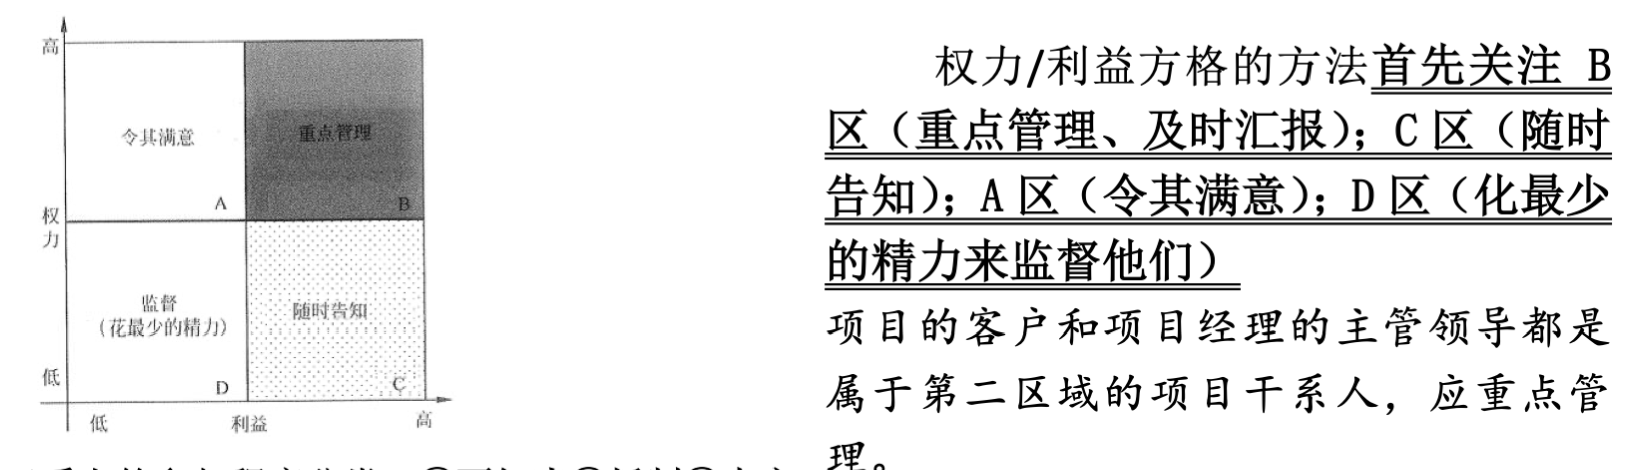 高
令其满意
重点管理
A
B
权
力
监督
(花最少的精力)
随时告知
低
D
C
低
利益
高
权力/利益方格的方法首先关注 B
区（重点管理、及时汇报）；C 区（随时
告知）；A 区（令其满意）；D 区（化最少
的精力来监督他们）
项目的客户和项目经理的主管领导都是
属于第二区域的项目干系人，应重点管
理。